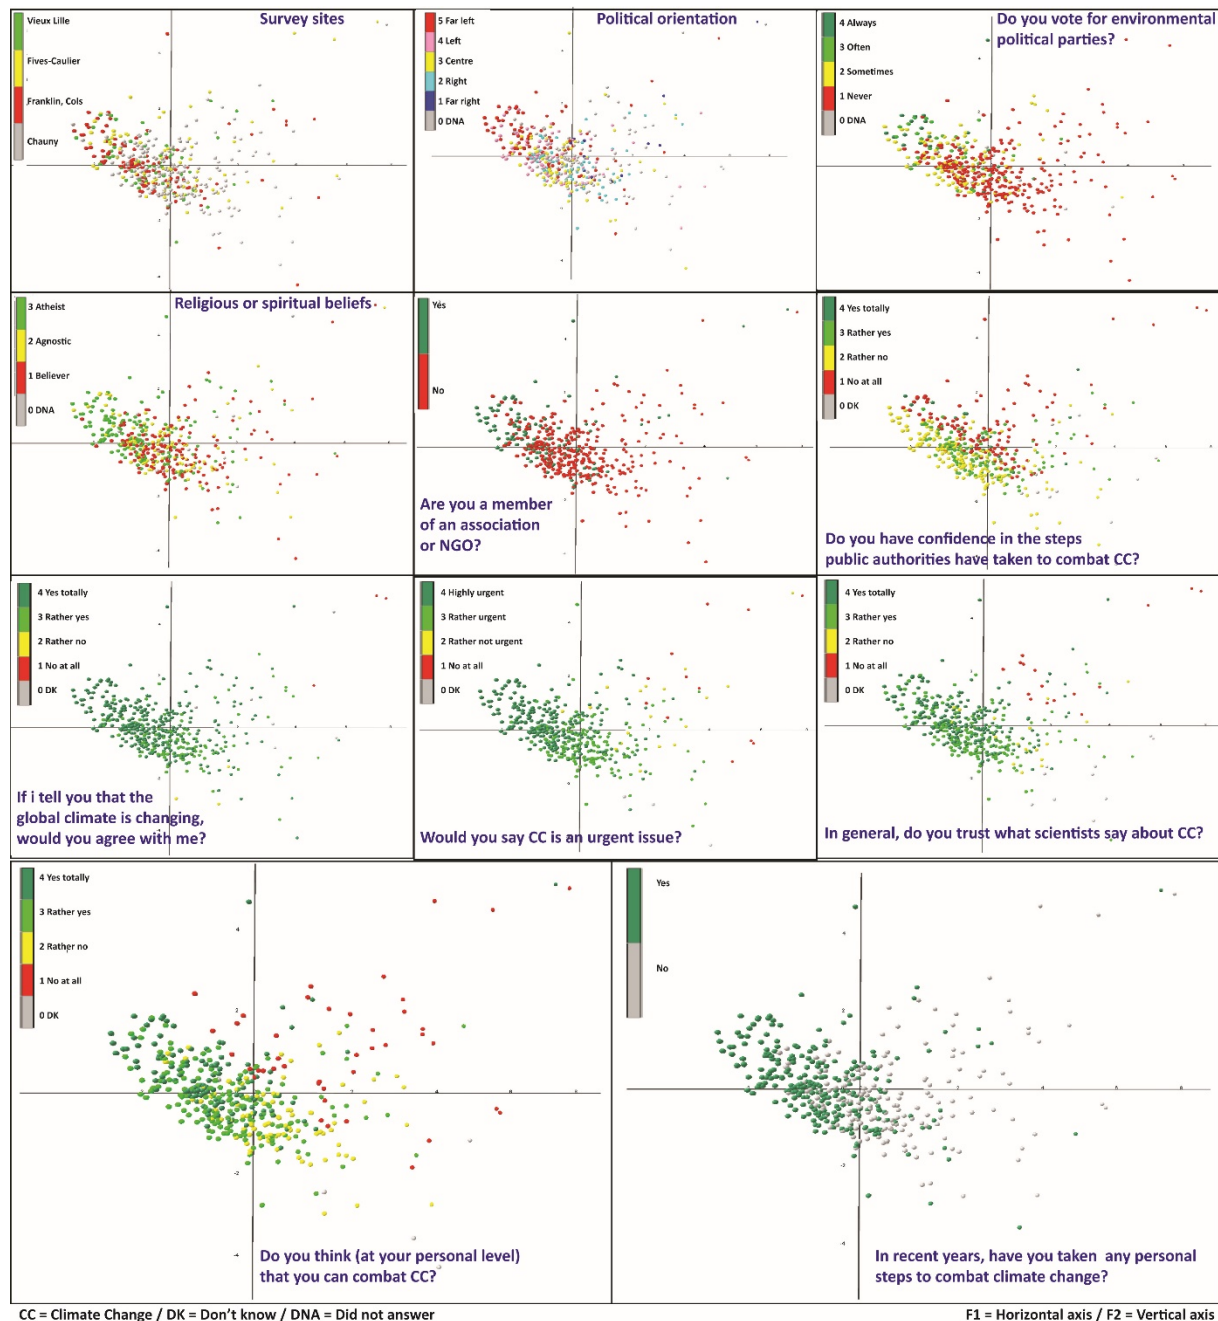 Survey sites
Vieux Lille
Fives-Caulier
Franklin, Cols
Chauny
Political orientation
5 Far left
4 Left
3 Centre
2 Right
1 Far right
0 DNA
Do you vote for environmental
political parties?
4 Always
3 Often
2 Sometimes
1 Never
0 DNA
Religious or spiritual beliefs
3 Atheist
2 Agnostic
1 Believer
0 DNA
Yes
No
Are you a member
of an association
or NGO?
4 Yes totally
3 Rather yes
2 Rather no
1 No at all
0 DK
Do you have confidence in the steps
public authorities have taken to combat CC?
4 Yes totally
3 Rather yes
2 Rather no
1 No at all
0 DK
If i tell you that the
global climate is changing,
would you agree with me?
4 Highly urgent
3 Rather urgent
2 Rather not urgent
1 No at all
0 DK
Would you say CC is an urgent issue?
4 Yes totally
3 Rather yes
2 Rather no
1 No at all
0 DK
In general, do you trust what scientists say about CC?
4 Yes totally
3 Rather yes
2 Rather no
1 No at all
0 DK
4
2
-2
-4
Do you think (at your personal level)
that you can combat CC?
Yes
No
In recent years, have you taken any personal
steps to combat climate change?
CC = Climate Change / DK = Don't know / DNA = Did not answer
F1 = Horizontal axis / F2 = Vertical axis